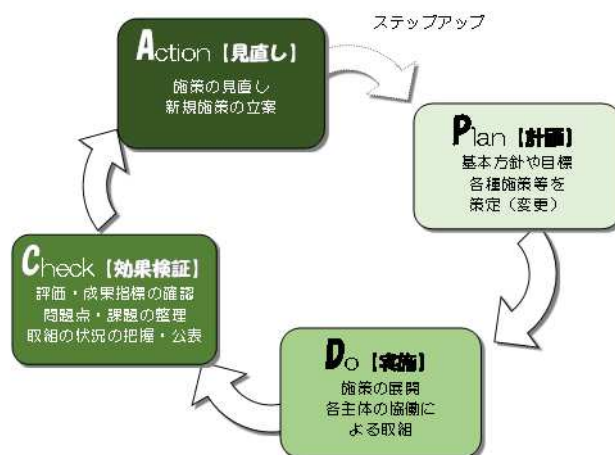 ステップアップ
Action【見直し】
施策の見直し
新規施策の立案
Plan【計画】
基本方針や目標
各種施策等を
策定（変更）
Do【実施】
施策の展開
各主体の協働に
よる取組
Check【効果検証】
評価・成果指標の確認
問題点・課題の整理
取組の状況の把握・公表